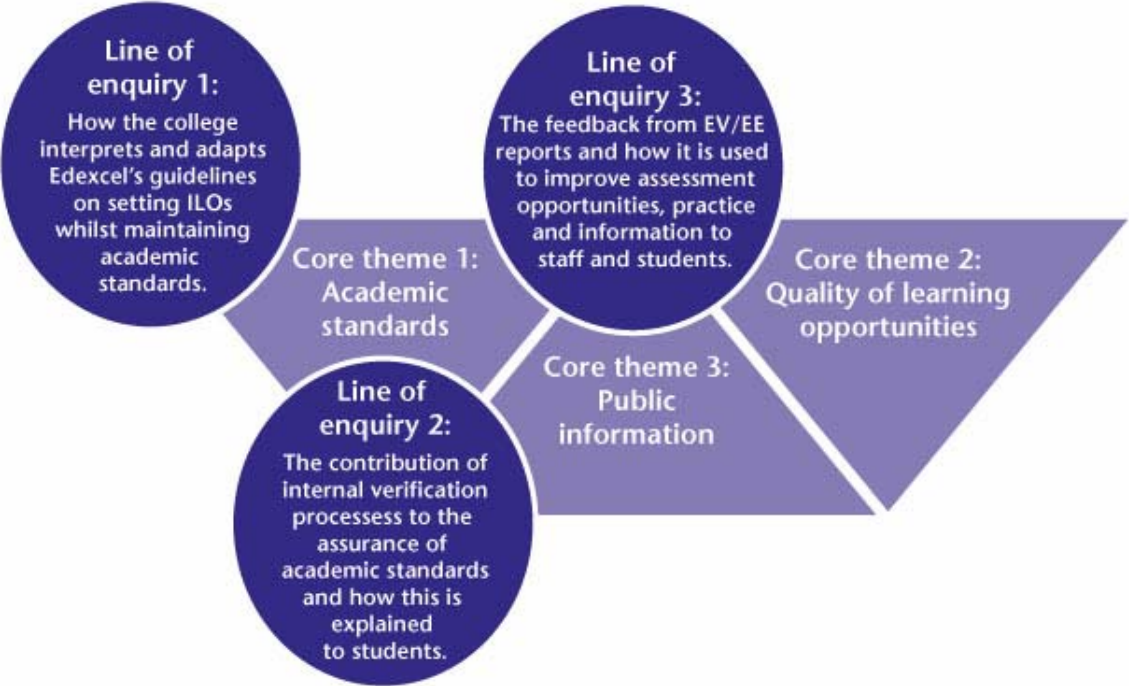 Line of
enquiry 1:
How the college
interprets and adapts
Edexcel's guidelines
on setting ILOs
whilst maintaining
academic
standards.
Line of
enquiry 3:
The feedback from EV/EE
reports and how it is used
to improve assessment
opportunities, practice
and information to
staff and students.
Core theme 1:
Academic
standards
Core theme 2:
Quality of learning
opportunities
Core theme 3:
Public
information
Line of
enquiry 2:
The contribution of
internal verification
processess to the
assurance of
academic standards
and how this is
explained
to students.